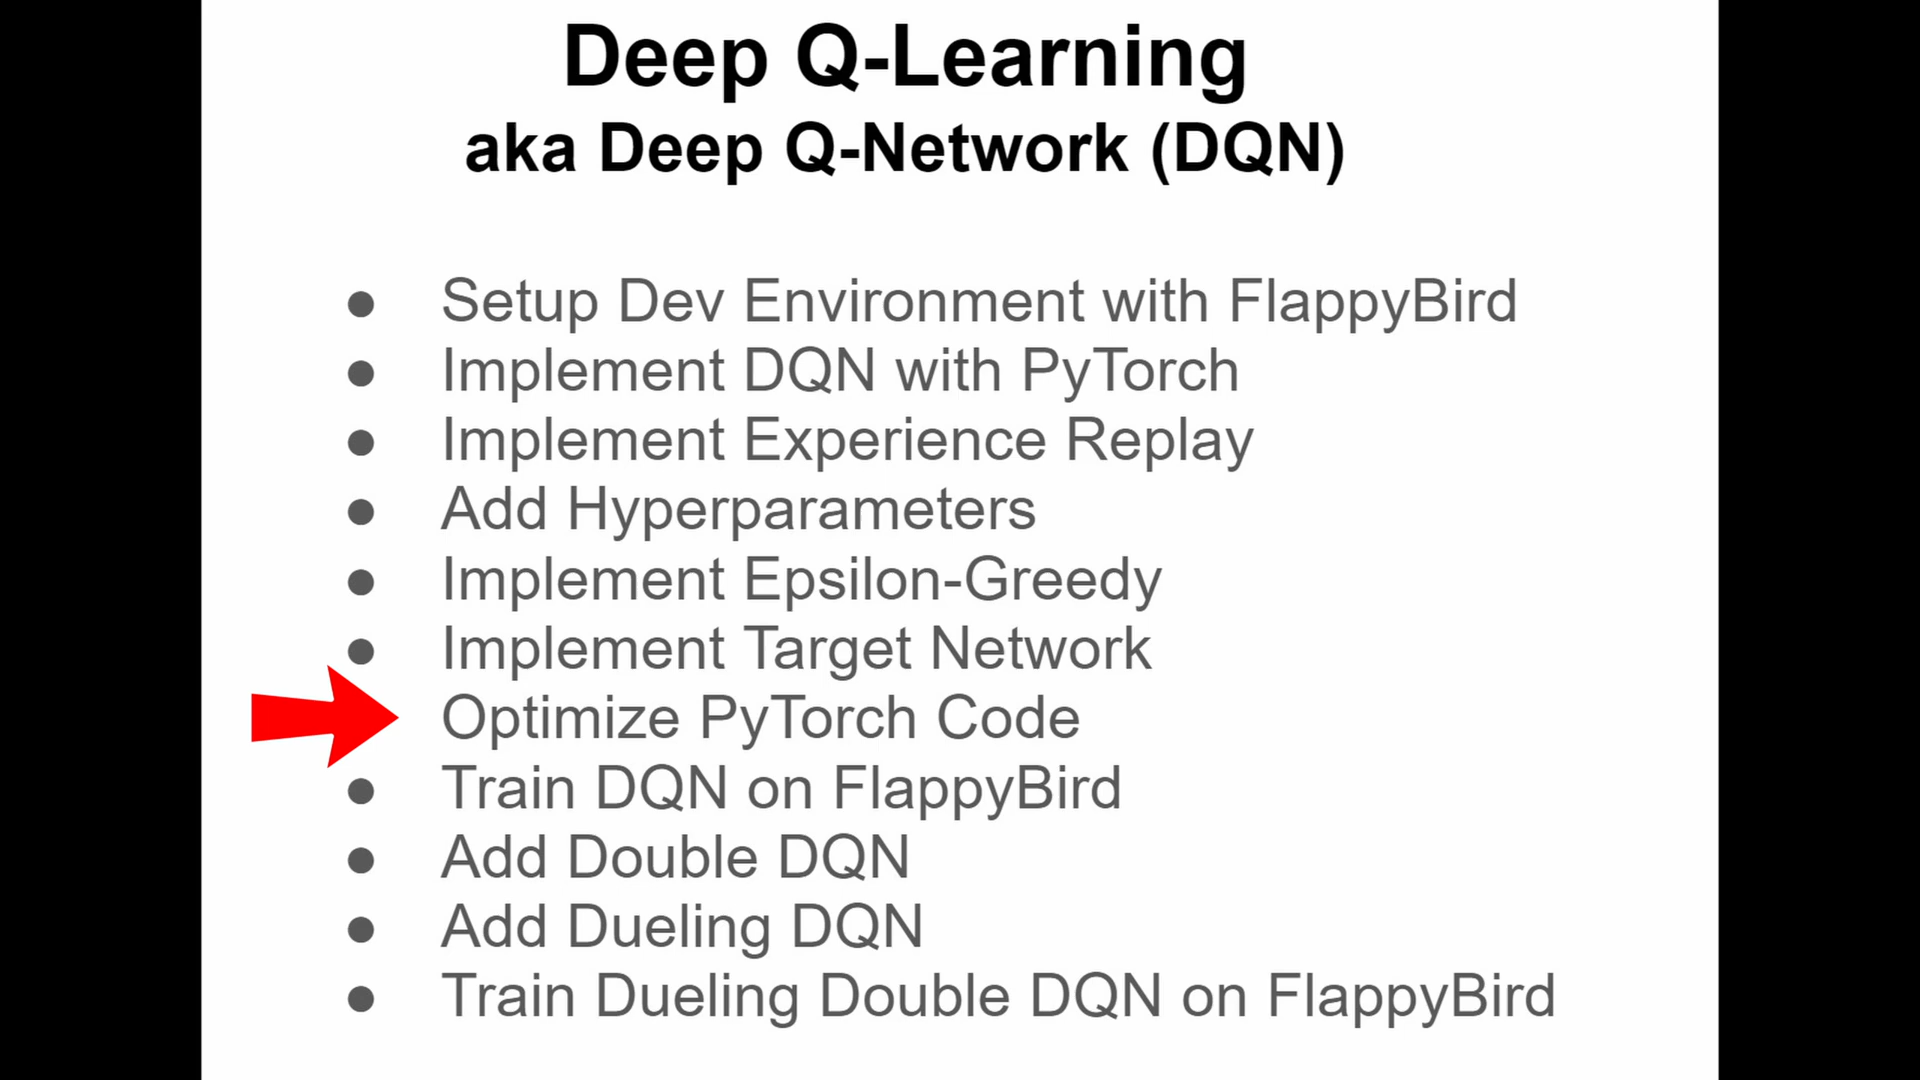 Deep Q-Learning
aka Deep Q-Network (DQN)
● Setup Dev Environment with FlappyBird
● Implement DQN with PyTorch
● Implement Experience Replay
● Add Hyperparameters
● Implement Epsilon-Greedy
● Implement Target Network
Optimize PyTorch Code
● Train DQN on FlappyBird
● Add Double DQN
● Add Dueling DQN
● Train Dueling Double DQN on FlappyBird